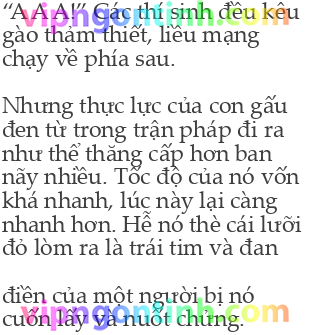 “A A A!” Các thí sinh đều kêu
gào thảm thiết, liều mạng
chạy về phía sau.
Nhưng thực lực của con gấu
đen từ trong trận pháp đi ra
như thể thăng cấp hơn ban
nãy nhiều. Tốc độ của nó vốn
khá nhanh, lúc này lại càng
nhanh hơn. Hễ nó thè cái lưỡi
đỏ lòm ra là trái tim và đan
điền của một người bị nó
cuốn lấy và nuốt chửng.
vipngontinh.com
vipngontinh.com